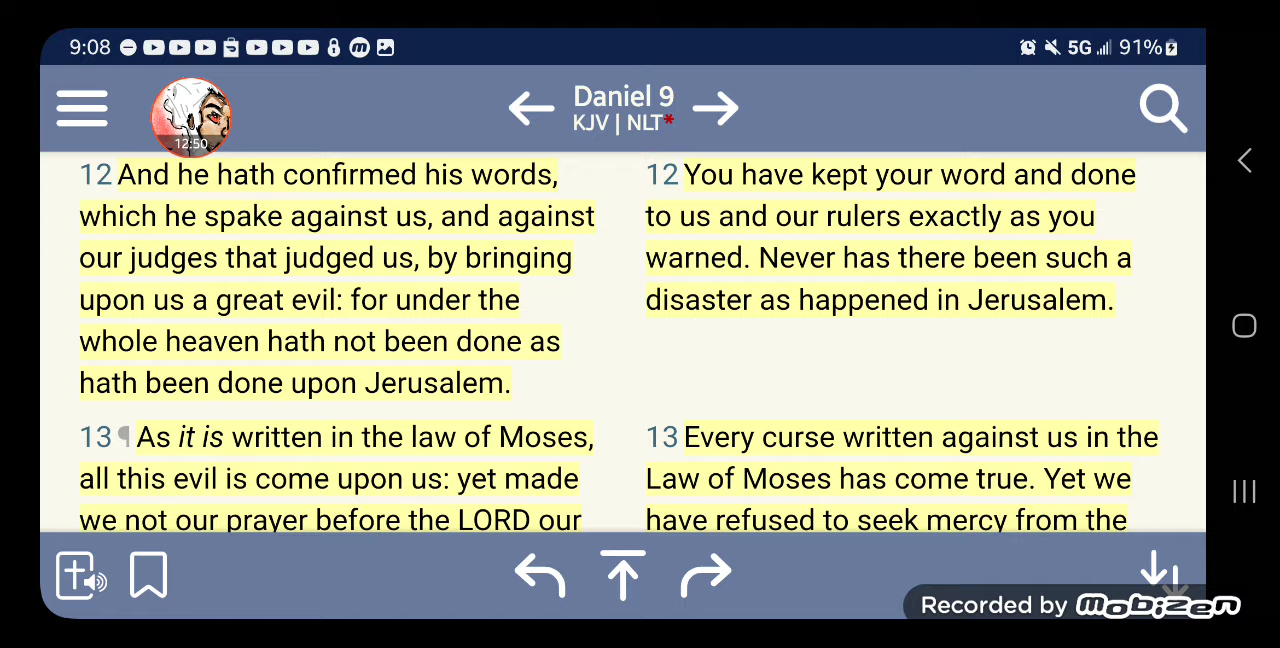 9:08
5G 91%
Daniel 9
KJV | NLT*
12:50
12 And he hath confirmed his words,
which he spake against us, and against
our judges that judged us, by bringing
upon us a great evil: for under the
whole heaven hath not been done as
hath been done upon Jerusalem.
13 ¶ As it is written in the law of Moses,
all this evil is come upon us: yet made
we not our prayer before the LORD our
12 You have kept your word and done
to us and our rulers exactly as you
warned. Never has there been such a
disaster as happened in Jerusalem.
13 Every curse written against us in the
Law of Moses has come true. Yet we
have refused to seek mercy from the
Recorded by Mobizen